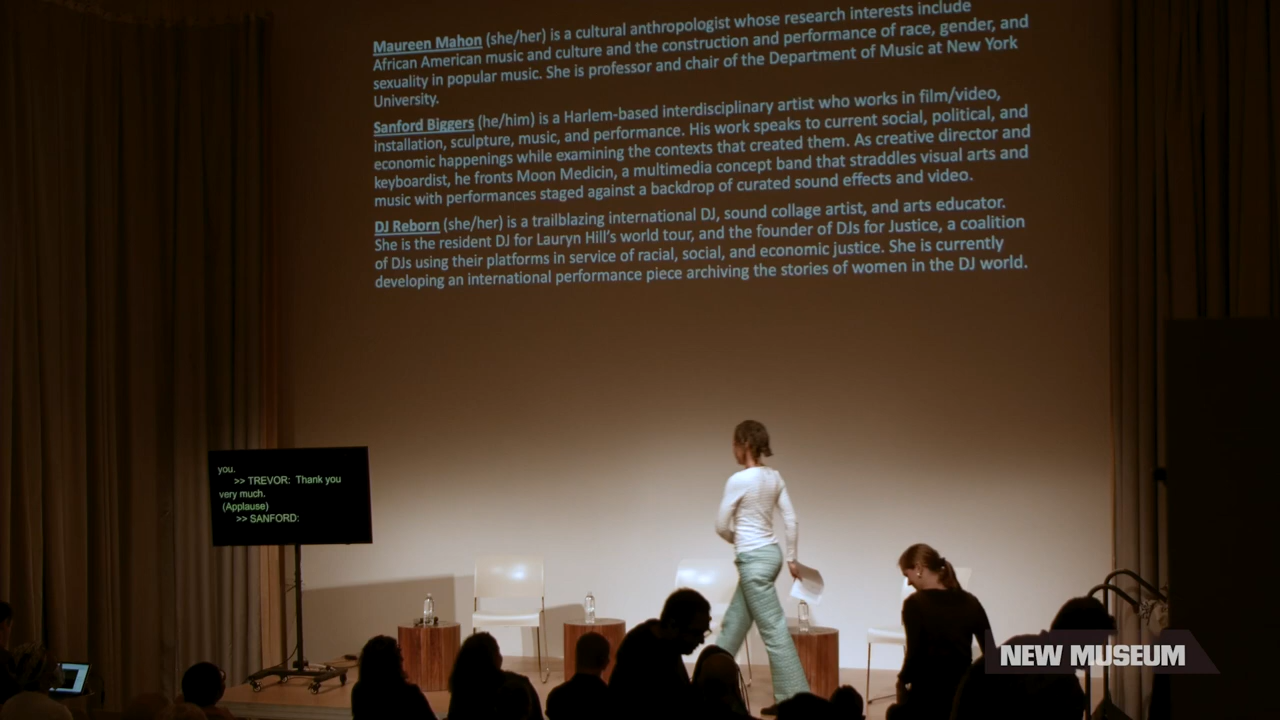 Maureen Mahon (she/her) is a cultural anthropologist whose research interests include
African American music and culture and the construction and performance of race, gender, and
sexuality in popular music. She is professor and chair of the Department of Music at New York
University.
Sanford Biggers (he/him) is a Harlem-based interdisciplinary artist who works in film/video,
installation, sculpture, music, and performance. His work speaks to current social, political, and
economic happenings while examining the contexts that created them. As creative director and
keyboardist, he fronts Moon Medicin, a multimedia concept band that straddles visual arts and
music with performances staged against a backdrop of curated sound effects and video.
DJ Reborn (she/her) is a trailblazing international DJ, sound collage artist, and arts educator.
She is the resident DJ for Lauryn Hill's world tour, and the founder of DJs for Justice, a coalition
of DJs using their platforms in service of racial, social, and economic justice. She is currently
developing an international performance piece archiving the stories of women in the DJ world.
you.
>> TREVOR: Thank you
very much.
(Applause)
>> SANFORD:
NEW MUSEUM